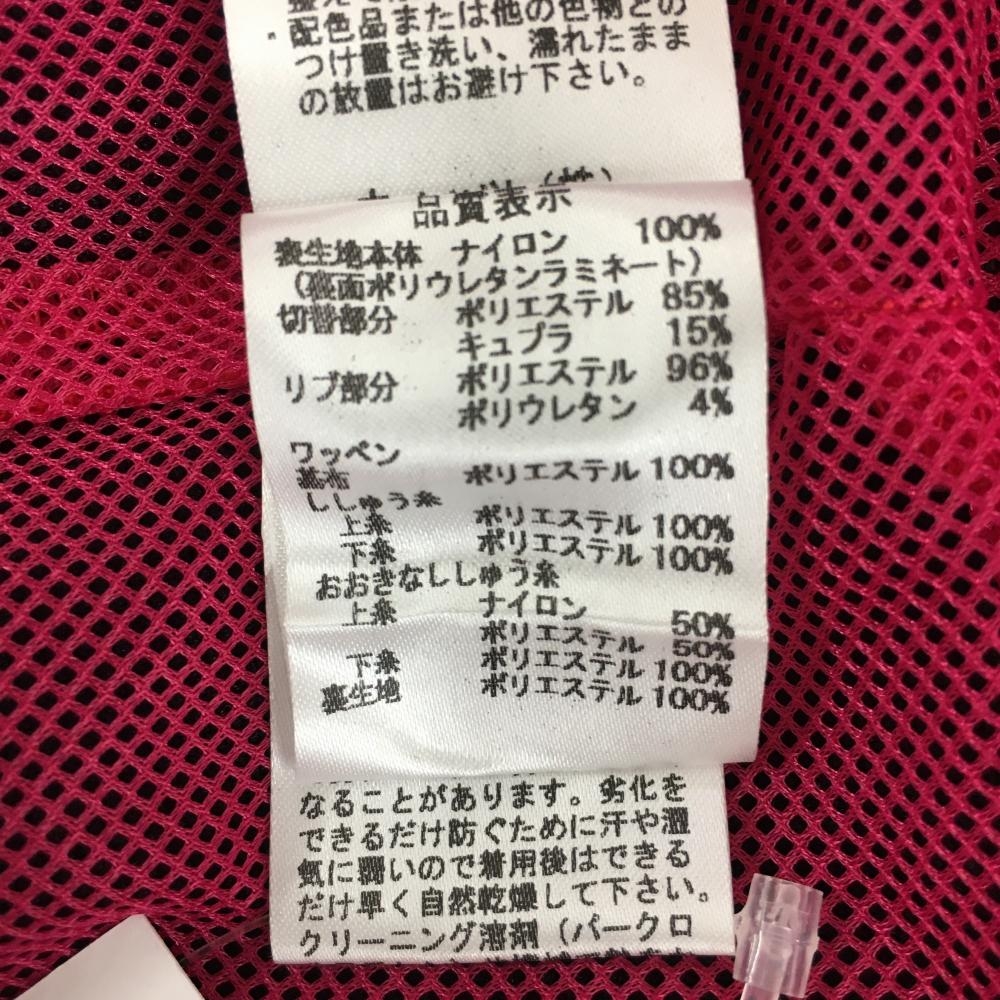 配色品または他の色物との
つけ置き洗い、濡れたまま
の放置はお避け下さい。
品質表示
表生地本体 ナイロン 100%
(裏面ポリウレタンラミネート)
切替部分 ポリエステル 85%
キュプラ 15%
リブ部分 ポリエステル 96%
ポリウレタン 4%
ワッペン
基布 ポリエステル 100%
ししゅう糸
上糸 ポリエステル 100%
下糸 ポリエステル 100%
おおきなししゅう糸
上糸 ナイロン 50%
ポリエステル 50%
下糸 ポリエステル 100%
裏生地 ポリエステル 100%
なることがあります。劣化を
できるだけ防ぐために汗や湿
気に弱いので着用後はできる
だけ早く自然乾燥して下さい。
クリーニング溶剤(パークロ